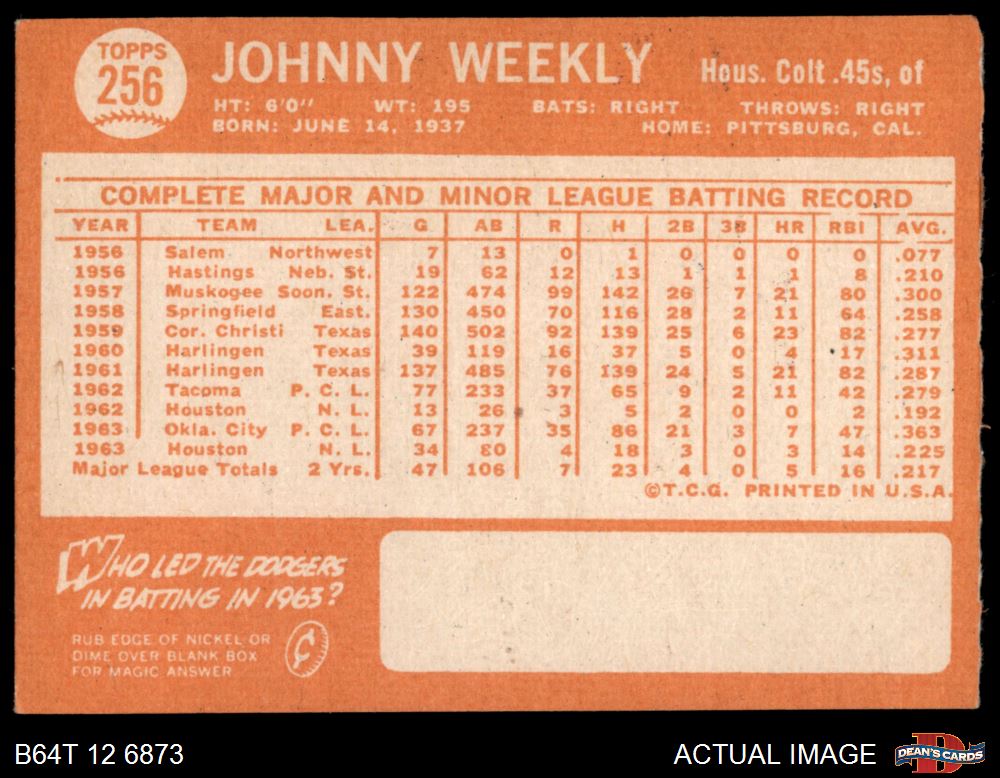 TOPPS
256
JOHNNY WEEKLY Hous. Colt .45s, of
HT: 6'0" WT: 195 BATS: RIGHT THROWS: RIGHT
BORN: JUNE 14, 1937 HOME: PITTSBURG, CAL.
COMPLETE MAJOR AND MINOR LEAGUE BATTING RECORD
YEAR TEAM LEA. G AB R H 2B 3B HR RBI AVG.
1956 Salem Northwest 7 13 0 1 0 0 0 0 .077
1956 Hastings Neb. St. 19 62 12 13 1 1 1 8 .210
1957 Muskogee Soon. St. 122 474 99 142 26 7 21 80 .300
1958 Springfield East. 130 450 70 116 28 2 11 64 .258
1959 Cor. Christi Texas 140 502 92 139 25 6 23 82 .277
1960 Harlingen Texas 39 119 16 37 5 0 4 17 .311
1961 Harlingen Texas 137 485 76 139 24 5 21 82 .287
1962 Tacoma P. C. L. 77 233 37 65 9 2 11 42 .279
1962 Houston N. L. 13 26 3 5 2 0 0 2 .192
1963 Okla. City P. C. L. 67 237 35 86 21 3 7 47 .363
1963 Houston N. L. 34 80 4 18 3 0 3 14 .225
Major League Totals 2 Yrs. 47 106 7 23 4 0 5 16 .217
©T.C.G. PRINTED IN U.S.A.
WHO LED THE DODGERS
IN BATTING IN 1963?
RUB EDGE OF NICKEL OR
DIME OVER BLANK BOX
FOR MAGIC ANSWER
¢
B64T 12 6873 ACTUAL IMAGE DEAN'S CARDS